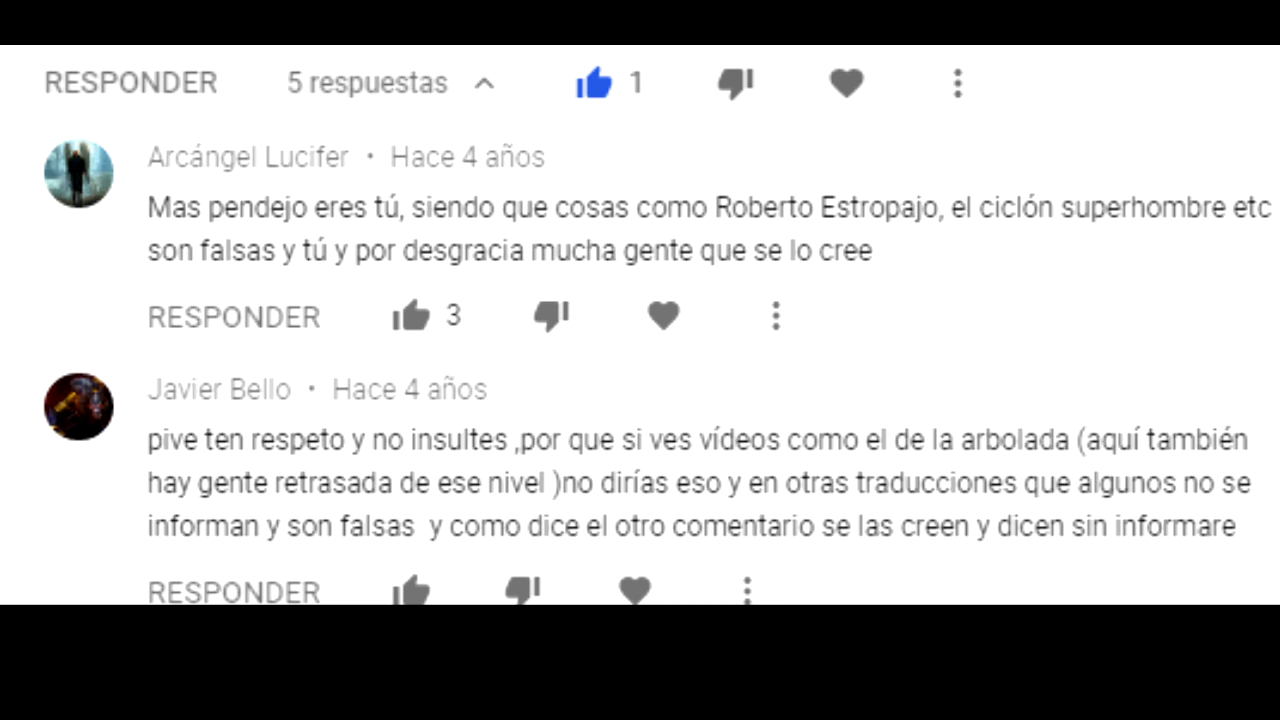 RESPONDER 5 respuestas 1
Arcángel Lucifer • Hace 4 años
Mas pendejo eres tú, siendo que cosas como Roberto Estropajo, el ciclón superhombre etc
son falsas y tú y por desgracia mucha gente que se lo cree
RESPONDER 3
Javier Bello • Hace 4 años
pive ten respeto y no insultes ,por que si ves vídeos como el de la arbolada (aquí también
hay gente retrasada de ese nivel )no dirías eso y en otras traducciones que algunos no se
informan y son falsas  y como dice el otro comentario se las creen y dicen sin informare
RESPONDER